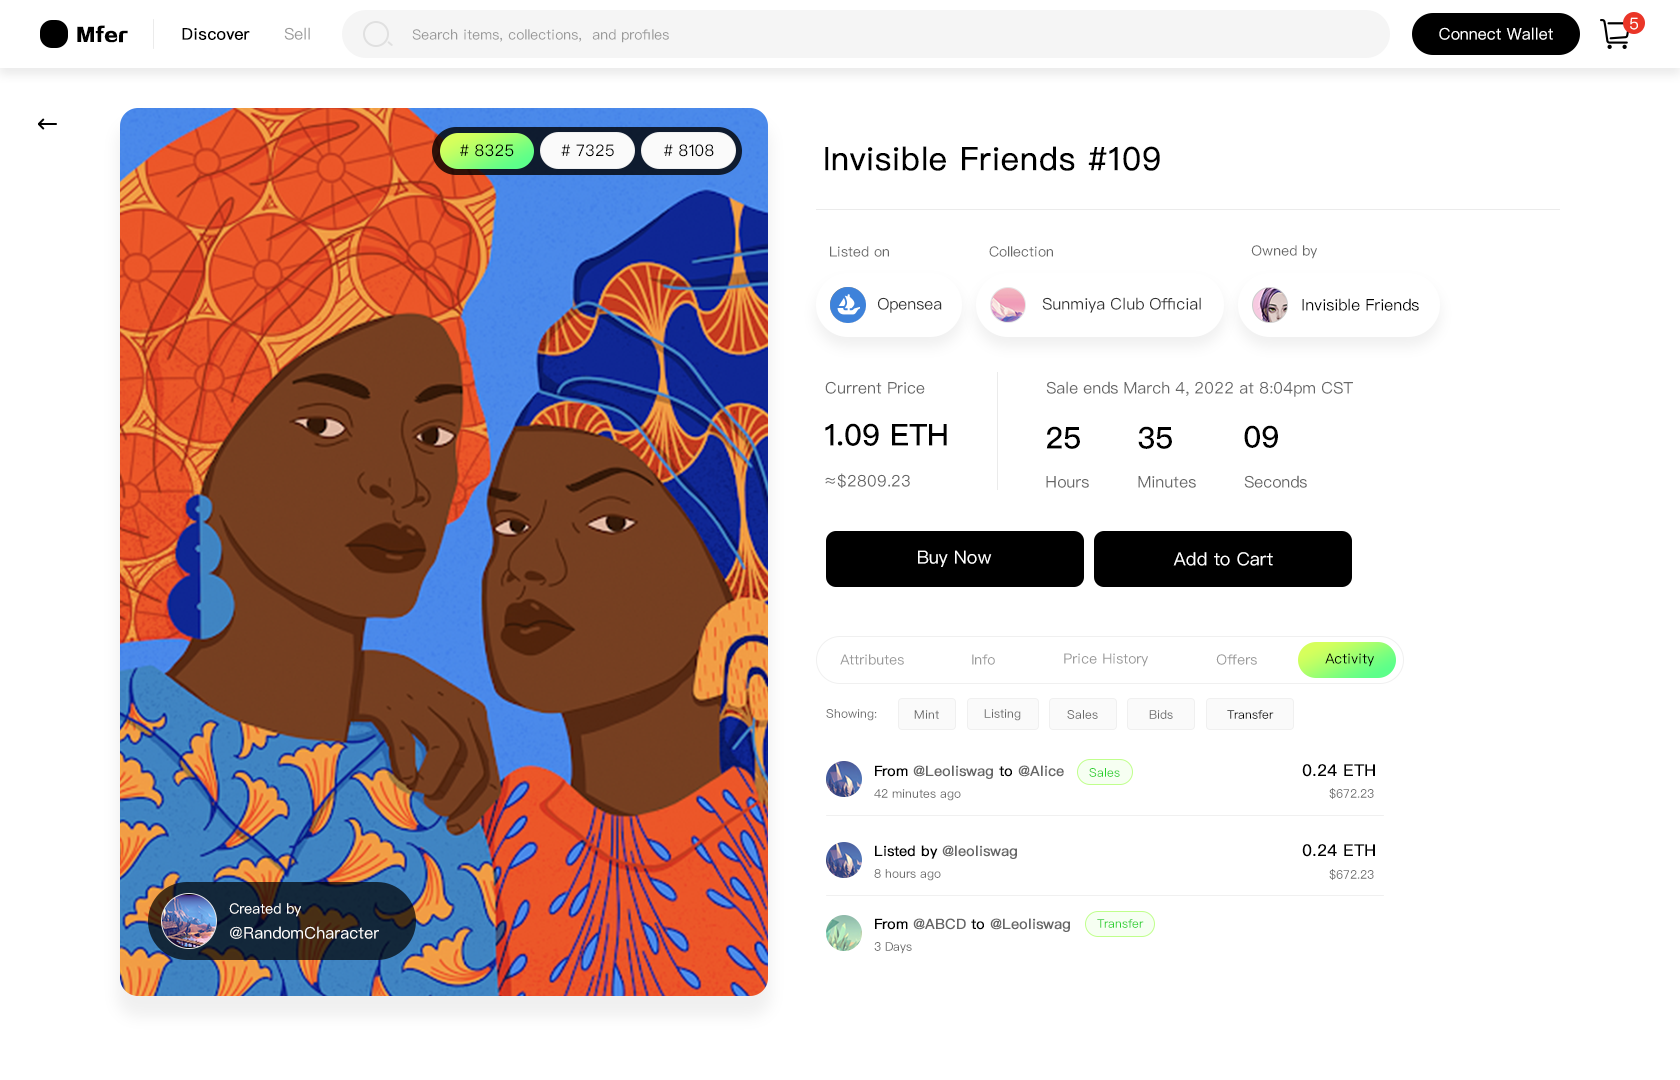 Mfer
Discover
Sell
Search items, collections, and profiles
Connect Wallet
5
# 8325
# 7325
# 8108
Created by
@RandomCharacter
Invisible Friends #109
Listed on
Collection
Owned by
Opensea
Sunmiya Club Official
Invisible Friends
Current Price
Sale ends March 4, 2022 at 8:04pm CST
1.09 ETH
25
35
09
≈$2809.23
Hours
Minutes
Seconds
Buy Now
Add to Cart
Attributes
Info
Price History
Offers
Activity
Showing:
Mint
Listing
Sales
Bids
Transfer
From @Leoliswag to @Alice
Sales
0.24 ETH
42 minutes ago
$672.23
Listed by @leoliswag
0.24 ETH
8 hours ago
$672.23
From @ABCD to @Leoliswag
Transfer
3 Days